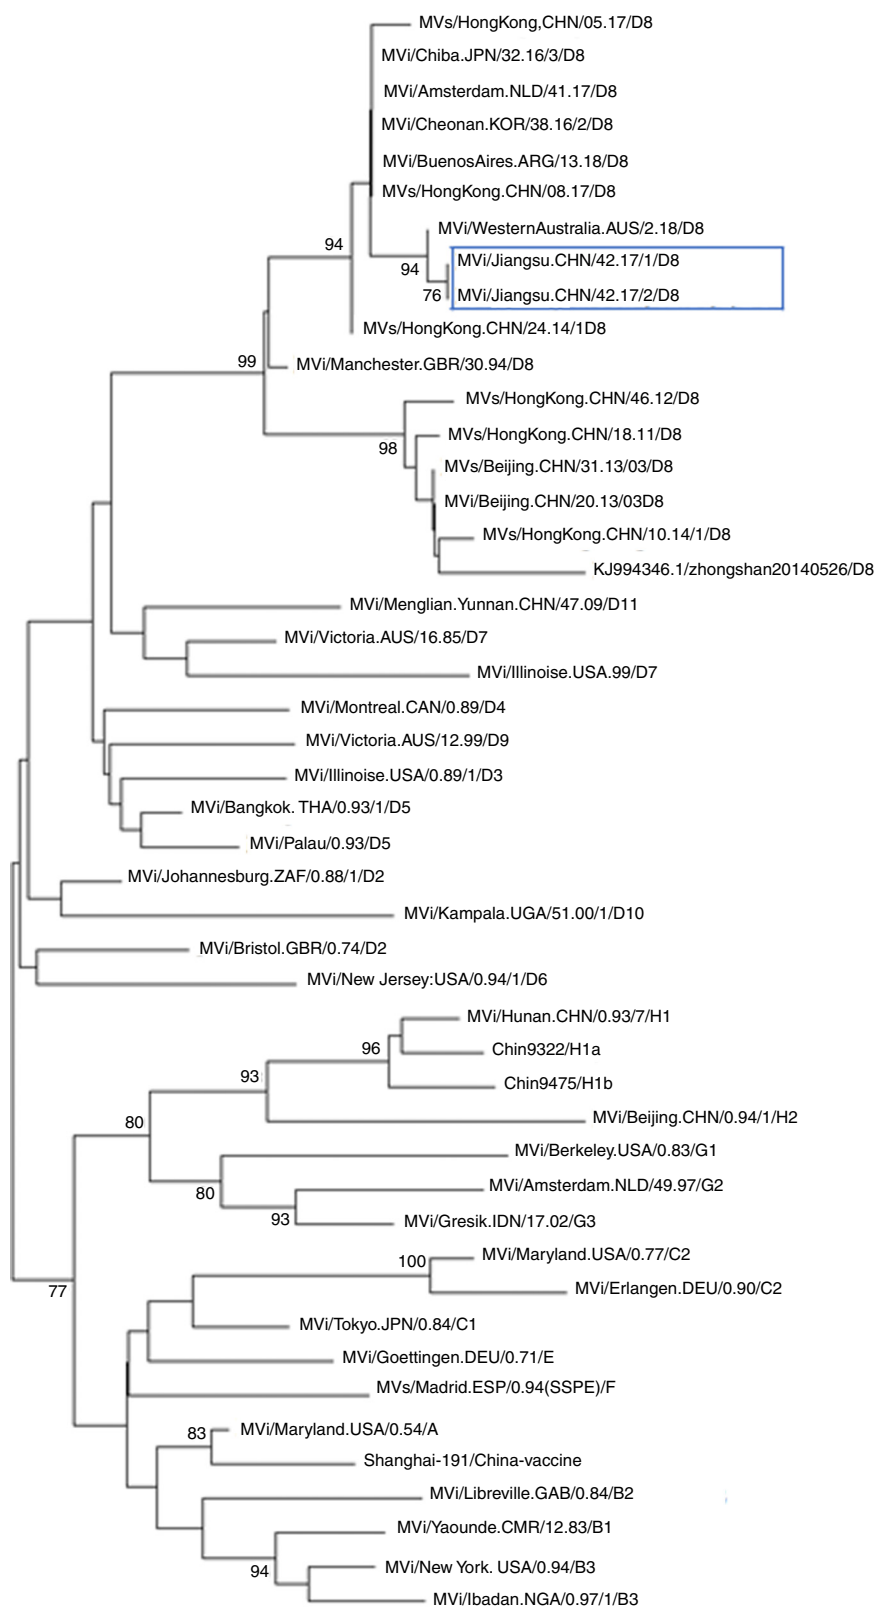 MVs/HongKong,CHN/05.17/D8
MVi/Chiba.JPN/32.16/3/D8
MVi/Amsterdam.NLD/41.17/D8
MVi/Cheonan.KOR/38.16/2/D8
MVi/BuenosAires.ARG/13.18/D8
MVs/HongKong.CHN/08.17/D8
MVi/WesternAustralia.AUS/2.18/D8
94
MVi/Jiangsu.CHN/42.17/1/D8
94
76
MVi/Jiangsu.CHN/42.17/2/D8
MVs/HongKong.CHN/24.14/1D8
99
MVi/Manchester.GBR/30.94/D8
MVs/HongKong.CHN/46.12/D8
MVs/HongKong.CHN/18.11/D8
98
MVs/Beijing.CHN/31.13/03/D8
MVi/Beijing.CHN/20.13/03D8
MVs/HongKong.CHN/10.14/1/D8
KJ994346.1/zhongshan20140526/D8
MVi/Menglian.Yunnan.CHN/47.09/D11
MVi/Victoria.AUS/16.85/D7
MVi/Illinoise.USA.99/D7
MVi/Montreal.CAN/0.89/D4
MVi/Victoria.AUS/12.99/D9
MVi/Illinoise.USA/0.89/1/D3
MVi/Bangkok. THA/0.93/1/D5
MVi/Palau/0.93/D5
MVi/Johannesburg.ZAF/0.88/1/D2
MVi/Kampala.UGA/51.00/1/D10
MVi/Bristol.GBR/0.74/D2
MVi/New Jersey:USA/0.94/1/D6
MVi/Hunan.CHN/0.93/7/H1
96
Chin9322/H1a
93
Chin9475/H1b
80
MVi/Beijing.CHN/0.94/1/H2
MVi/Berkeley.USA/0.83/G1
80
MVi/Amsterdam.NLD/49.97/G2
93
MVi/Gresik.IDN/17.02/G3
MVi/Maryland.USA/0.77/C2
100
77
MVi/Erlangen.DEU/0.90/C2
MVi/Tokyo.JPN/0.84/C1
MVi/Goettingen.DEU/0.71/E
MVs/Madrid.ESP/0.94(SSPE)/F
83
MVi/Maryland.USA/0.54/A
Shanghai-191/China-vaccine
MVi/Libreville.GAB/0.84/B2
MVi/Yaounde.CMR/12.83/B1
94
MVi/New York. USA/0.94/B3
MVi/Ibadan.NGA/0.97/1/B3